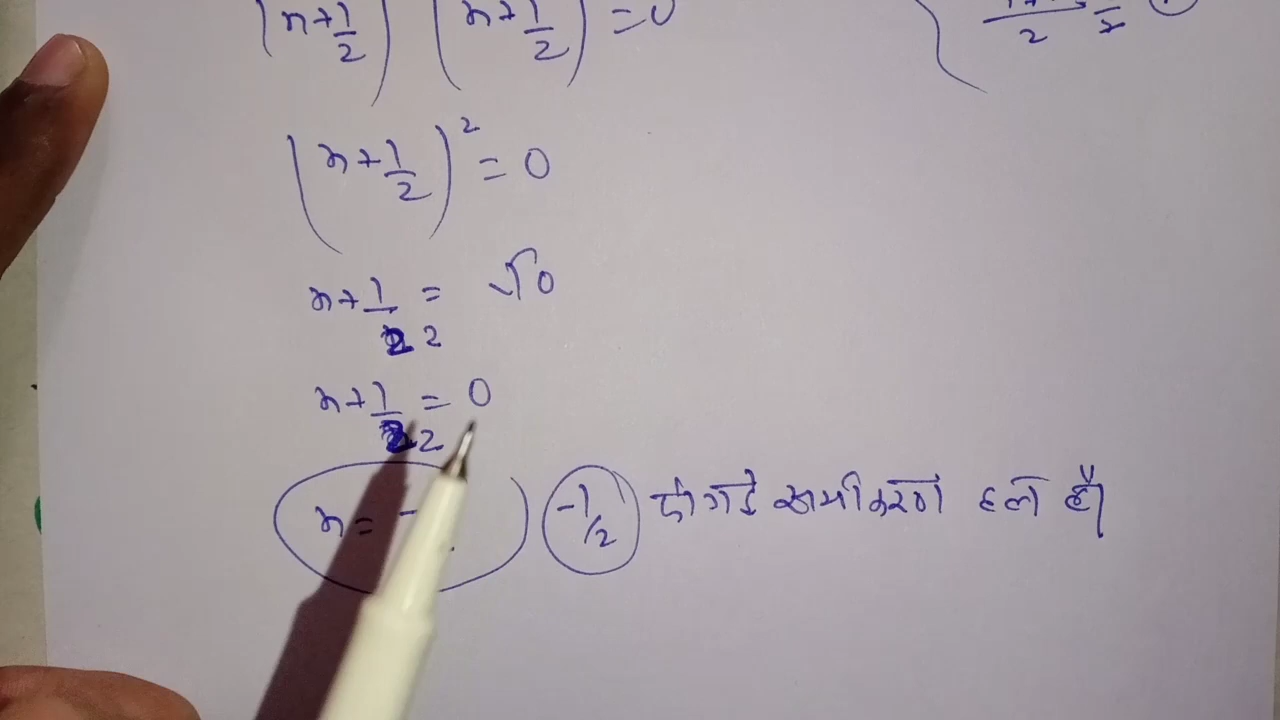 (x+1/2) (x+1/2) =0
(x+1/2)² = 0
x+1/2 = √0
x+1/2 = 0
x = - -1/2 दी गई समीकरण हल है।